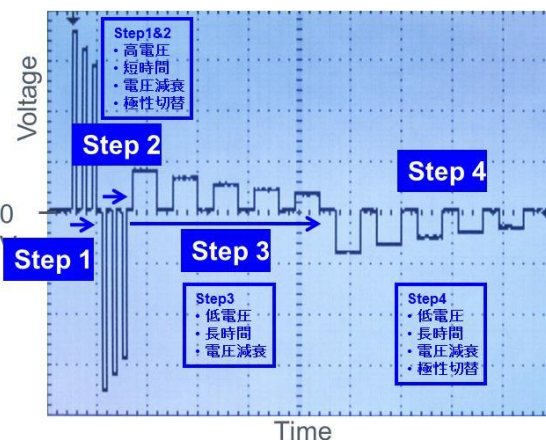 Step1&2
・高電圧
・短時間
・電圧減衰
・極性切替
Voltage
Step 2
Step 4
0
Step 1
Step 3
Step3
・低電圧
・長時間
・電圧減衰
Step4
・低電圧
・長時間
・電圧減衰
・極性切替
Time